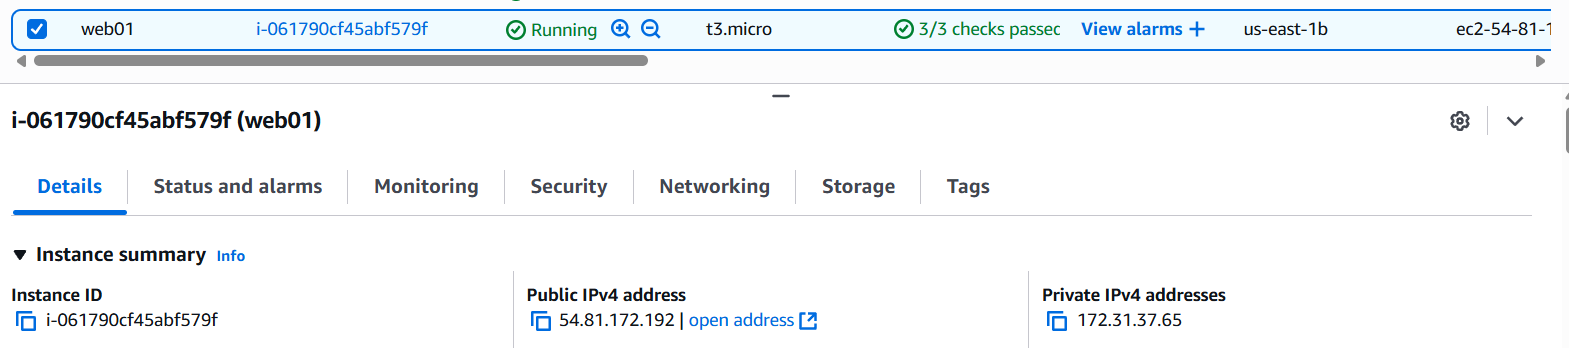 web01 i-061790cf45abf579f Running t3.micro 3/3 checks passec View alarms + us-east-1b ec2-54-81-1
i-061790cf45abf579f (web01)
Details Status and alarms Monitoring Security Networking Storage Tags
Instance summary Info
Instance ID Public IPv4 address Private IPv4 addresses
i-061790cf45abf579f 54.81.172.192 | open address 172.31.37.65